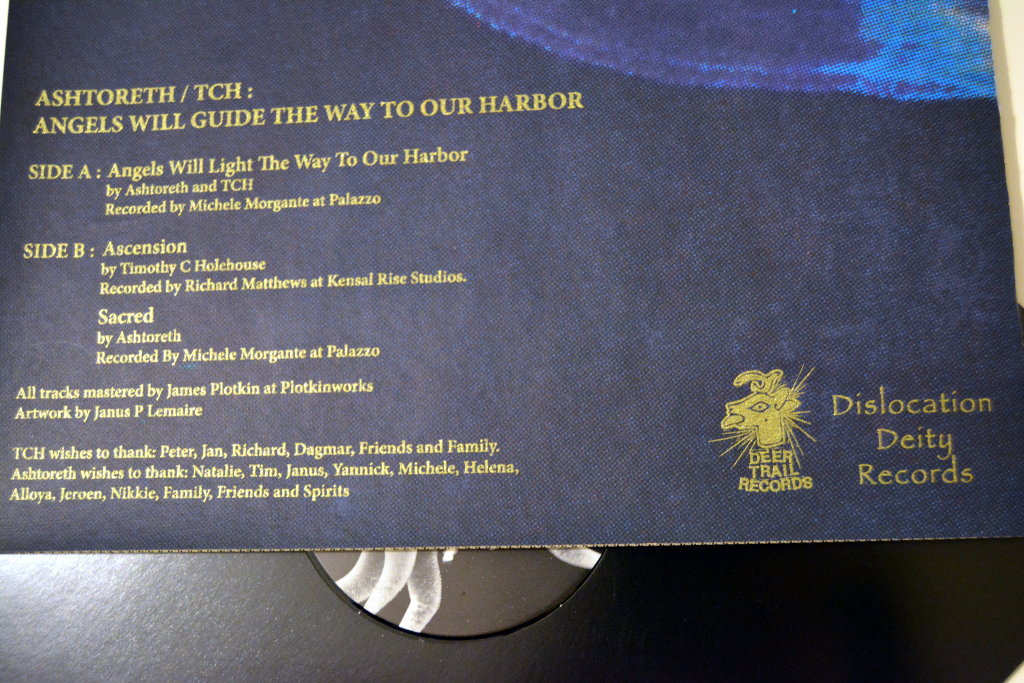 ASHTORETH / TCH :
ANGELS WILL GUIDE THE WAY TO OUR HARBOR
SIDE A : Angels Will Light The Way To Our Harbor
by Ashtoreth and TCH
Recorded by Michele Morgante at Palazzo
SIDE B : Ascension
by Timothy C Holehouse
Recorded by Richard Matthews at Kensal Rise Studios.
Sacred
by Ashtoreth
Recorded By Michele Morgante at Palazzo
All tracks mastered by James Plotkin at Plotkinworks
Artwork by Janus P Lemaire
TCH wishes to thank: Peter, Jan, Richard, Dagmar, Friends and Family.
Ashtoreth wishes to thank: Natalie, Tim, Janus, Yannick, Michele, Helena,
Alloya, Jeroen, Nikkie, Family, Friends and Spirits
DEER
TRAIL
RECORDS
Dislocation
Deity
Records